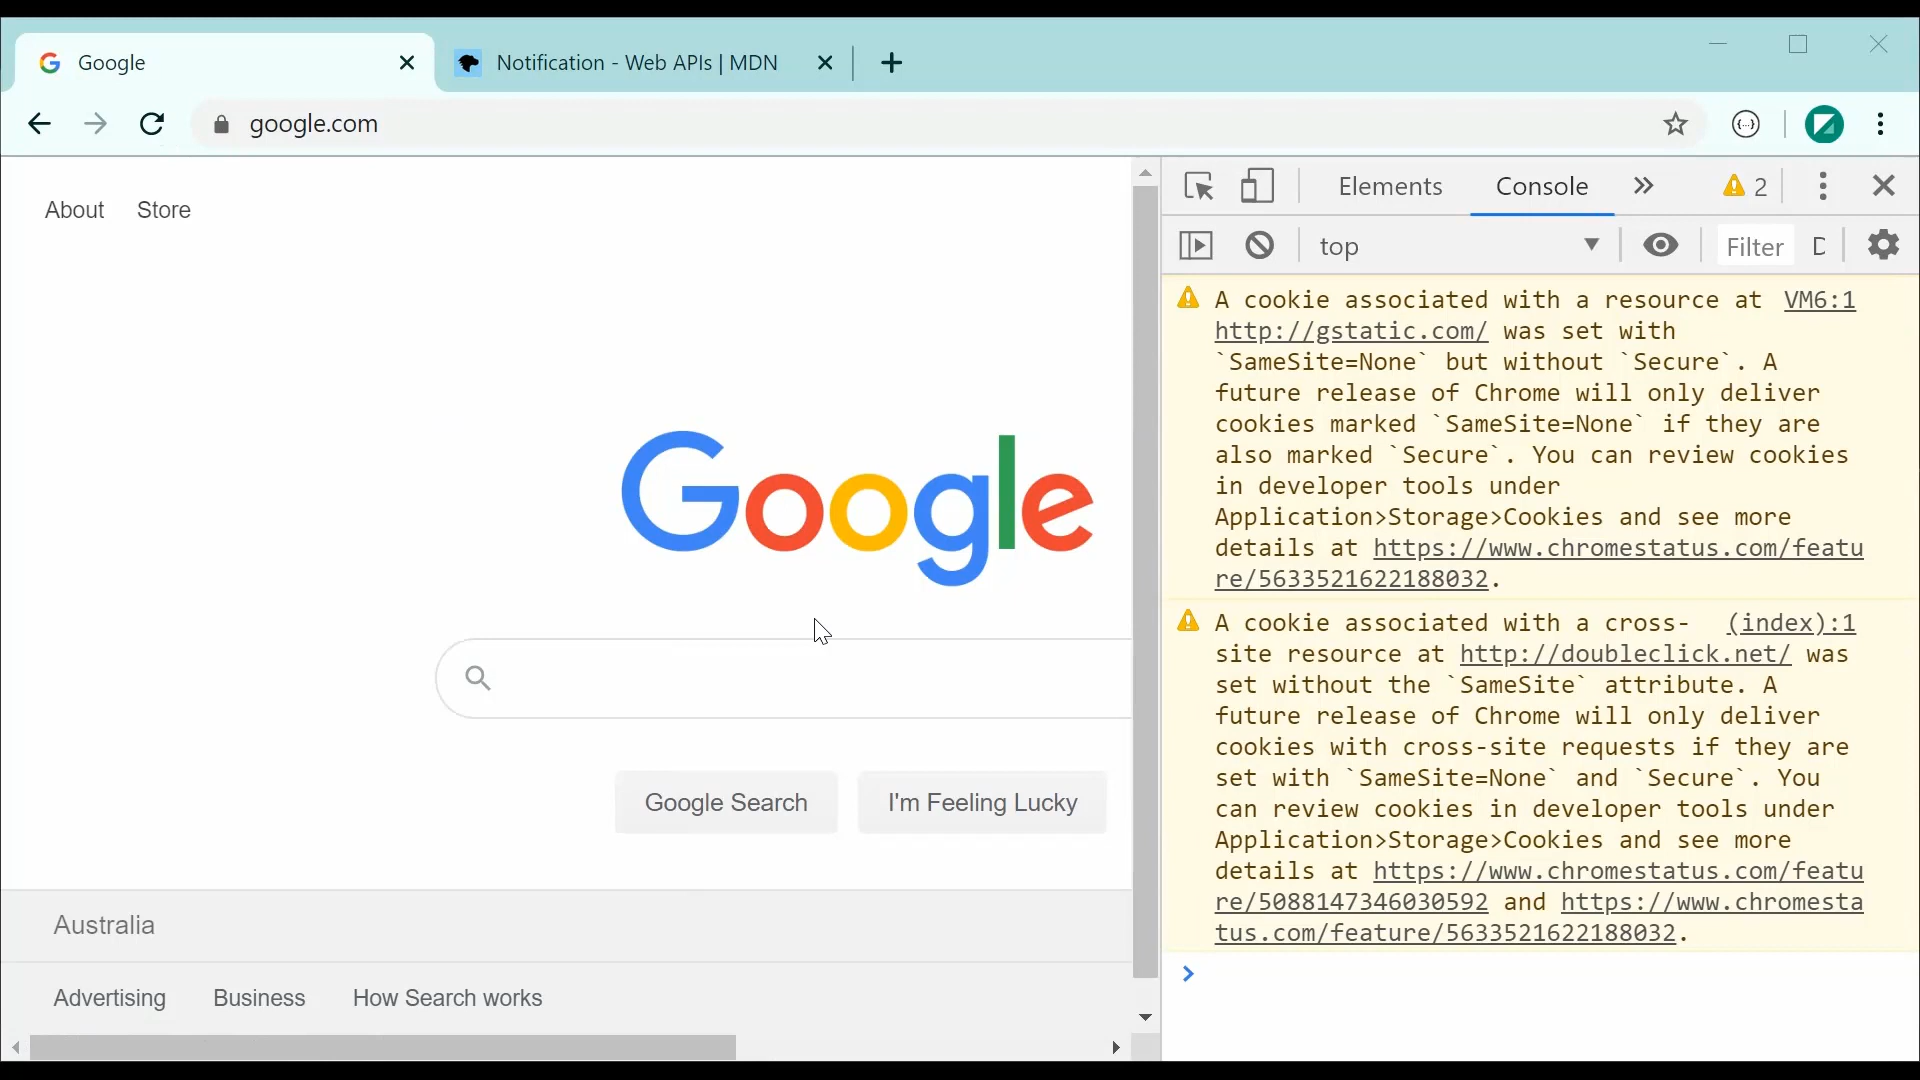 Google
Notification - Web APIs | MDN
google.com
About
Store
Google
Google Search
I'm Feeling Lucky
Australia
Advertising
Business
How Search works
Elements
Console
2
top
Filter
D
A cookie associated with a resource at VM6:1
http://gstatic.com/ was set with
`SameSite=None` but without `Secure`. A
future release of Chrome will only deliver
cookies marked `SameSite=None` if they are
also marked `Secure`. You can review cookies
in developer tools under
Application>Storage>Cookies and see more
details at https://www.chromestatus.com/featu
re/5633521622188032.
A cookie associated with a cross- (index):1
site resource at http://doubleclick.net/ was
set without the `SameSite` attribute. A
future release of Chrome will only deliver
cookies with cross-site requests if they are
set with `SameSite=None` and `Secure`. You
can review cookies in developer tools under
Application>Storage>Cookies and see more
details at https://www.chromestatus.com/featu
re/5088147346030592 and https://www.chromesta
tus.com/feature/5633521622188032.